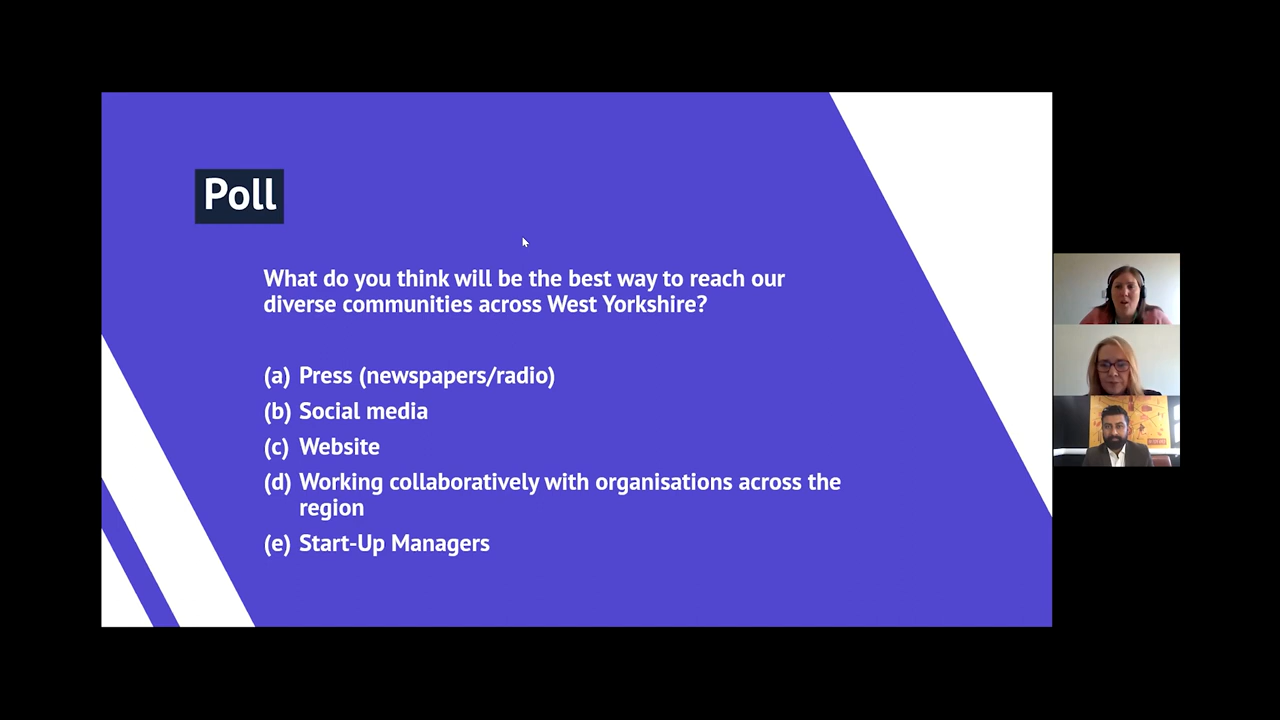 Poll
What do you think will be the best way to reach our
diverse communities across West Yorkshire?
(a) Press (newspapers/radio)
(b) Social media
(c) Website
(d) Working collaboratively with organisations across the
region
(e) Start-Up Managers